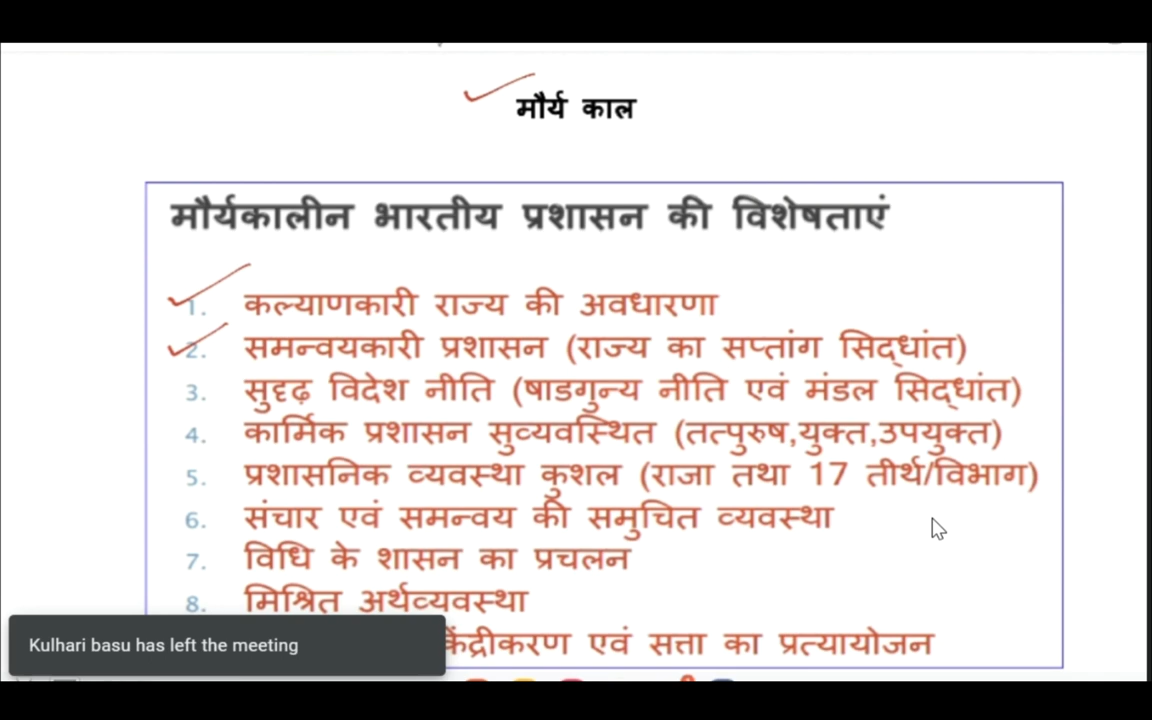 मौर्य काल
मौर्यकालीन भारतीय प्रशासन की विशेषताएं
1. कल्याणकारी राज्य की अवधारणा
2. समन्वयकारी प्रशासन (राज्य का सप्तांग सिद्धांत)
3. सुदृढ़ विदेश नीति (षाडगुन्य नीति एवं मंडल सिद्धांत)
4. कार्मिक प्रशासन सुव्यवस्थित (तत्पुरुष,युक्त,उपयुक्त)
5. प्रशासनिक व्यवस्था कुशल (राजा तथा 17 तीर्थ/विभाग)
6. संचार एवं समन्वय की समुचित व्यवस्था
7. विधि के शासन का प्रचलन
8. मिश्रित अर्थव्यवस्था
केंद्रीकरण एवं सत्ता का प्रत्यायोजन
Kulhari basu has left the meeting